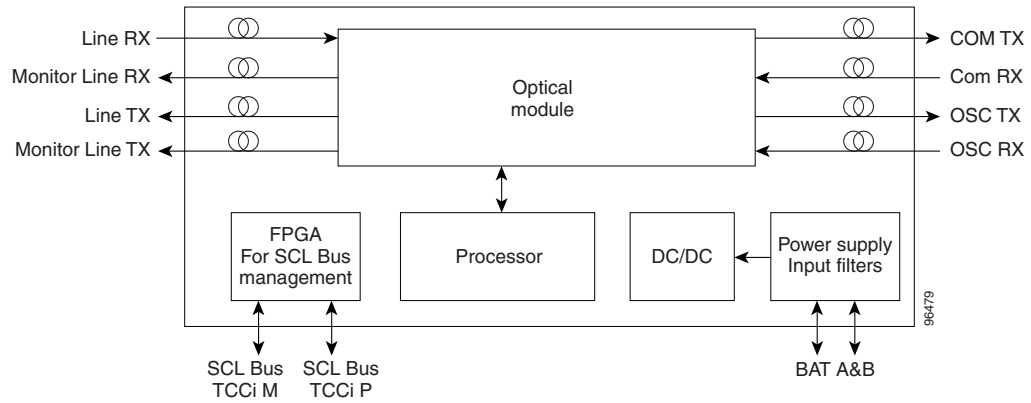 Line RX
Monitor Line RX
Line TX
Monitor Line TX
Optical
module
COM TX
Com RX
OSC TX
OSC RX
FPGA
For SCL Bus
management
Processor
DC/DC
Power supply
Input filters
96479
SCL Bus
TCCi M
SCL Bus
TCCi P
BAT A&B